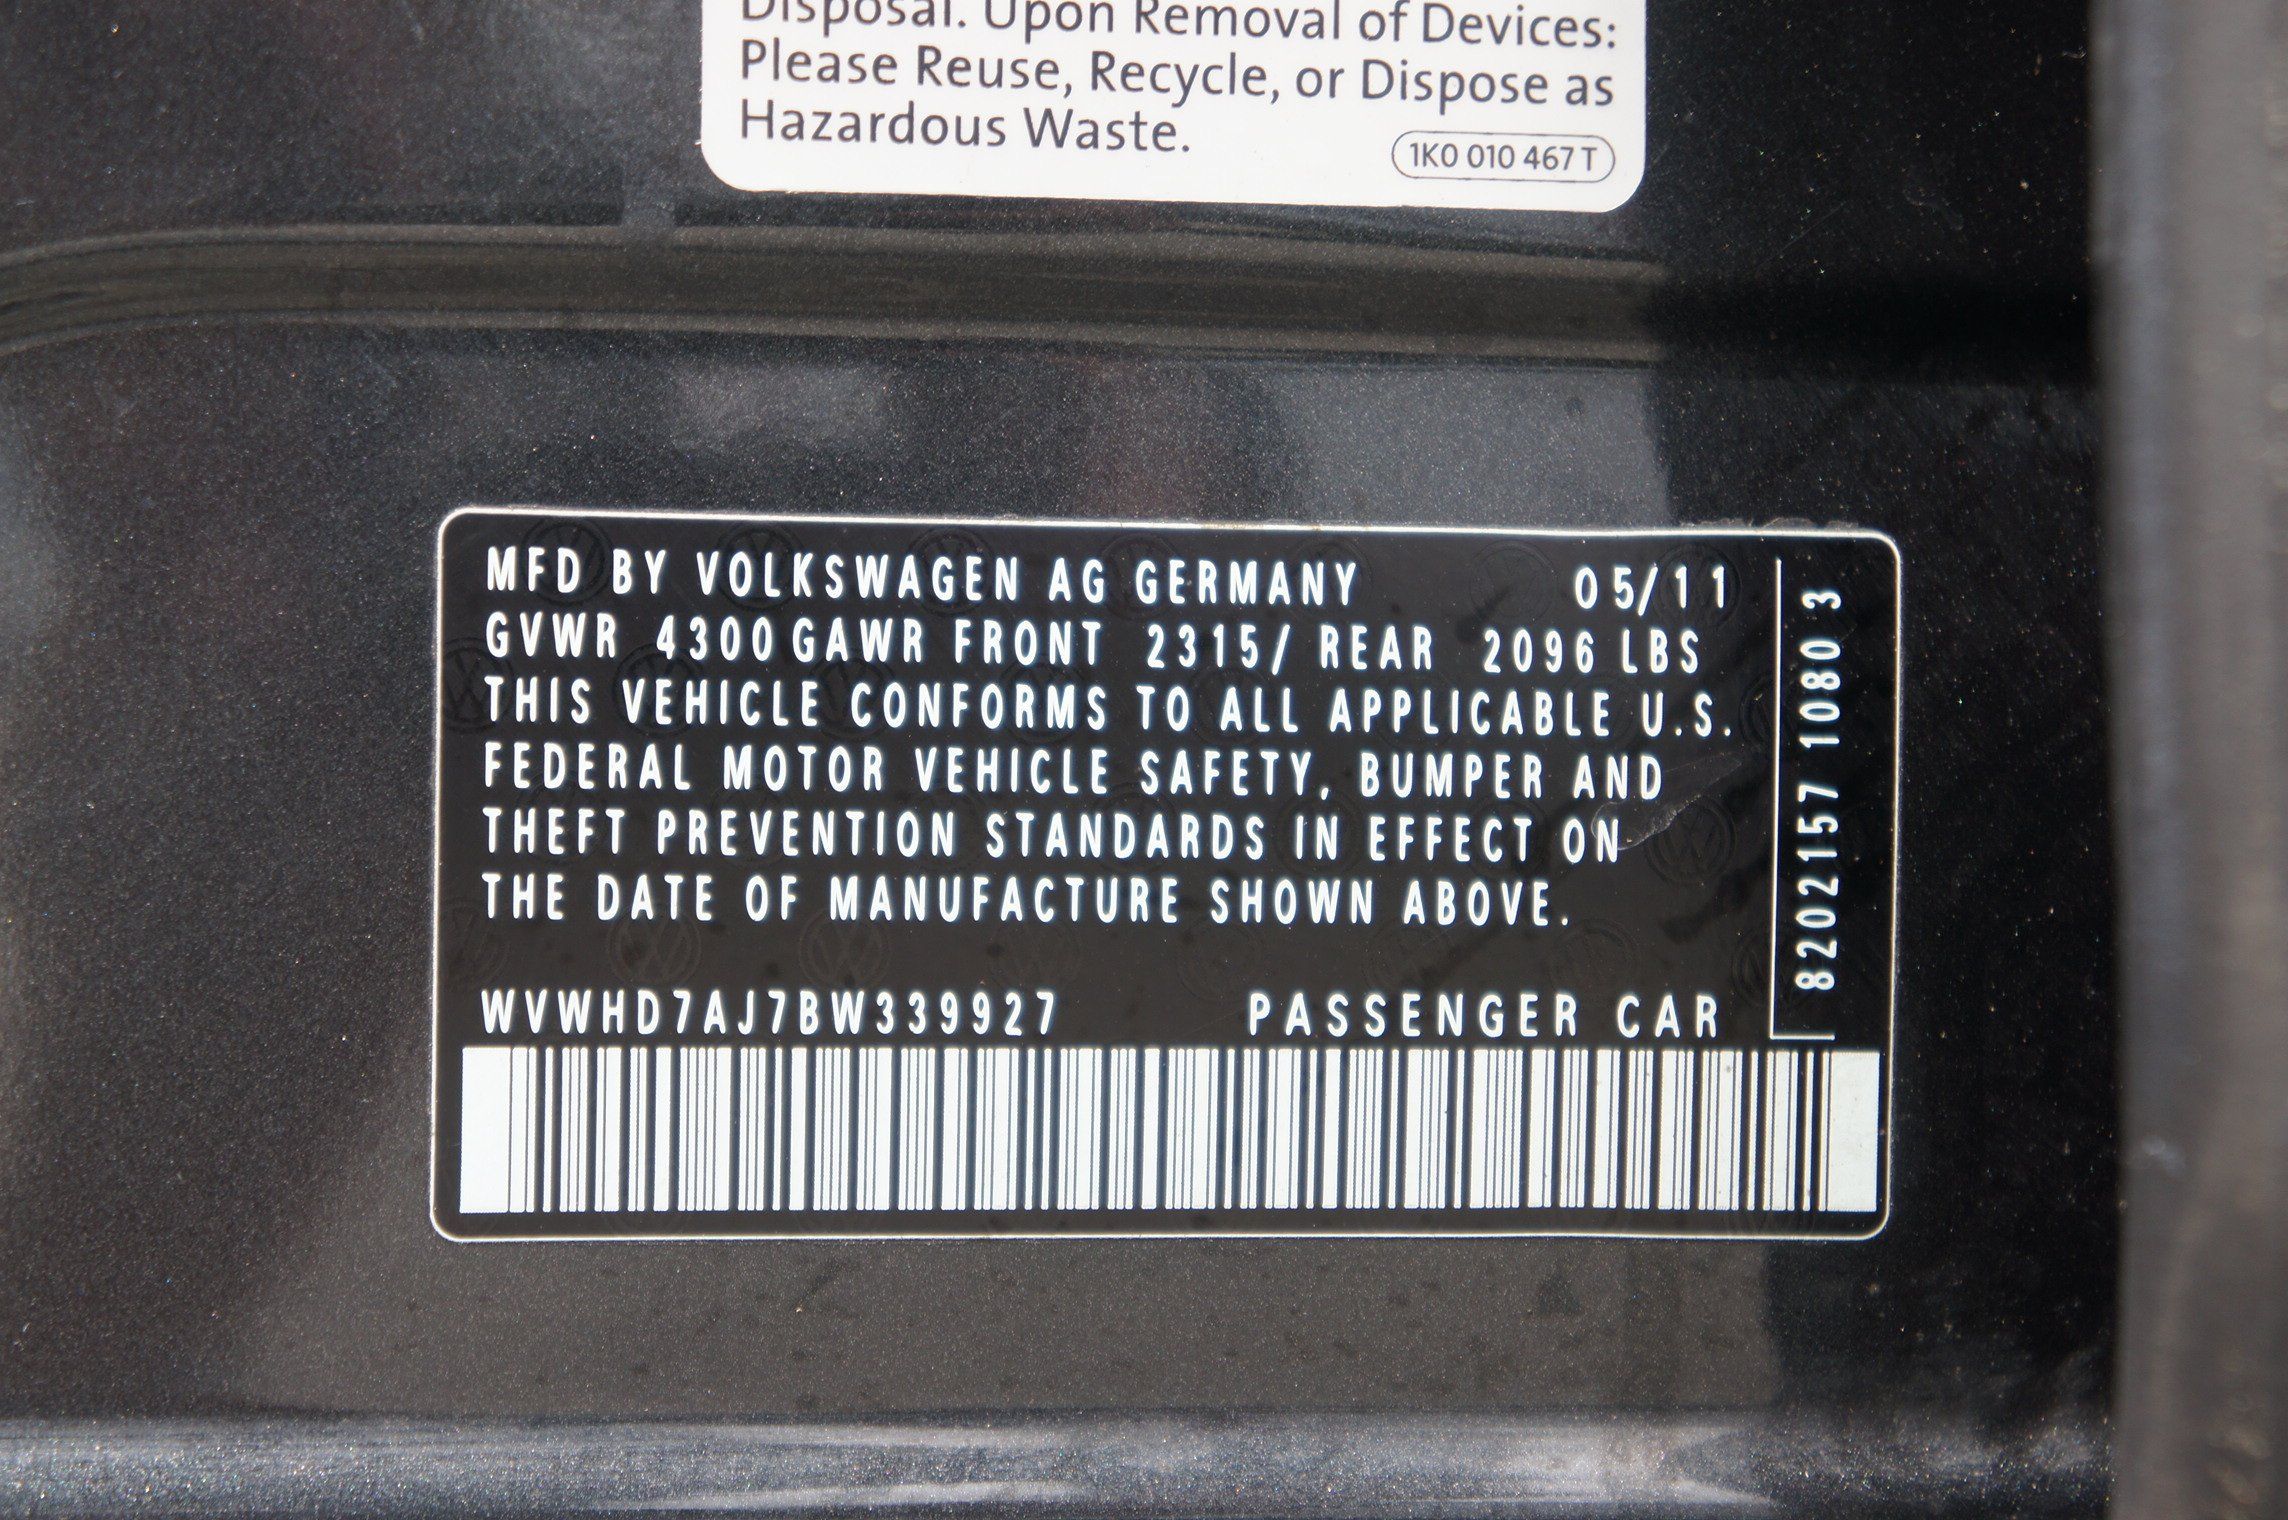 Disposal. Upon Removal of Devices:
Please Reuse, Recycle, or Dispose as
Hazardous Waste.
1K0 010 467 T
MFD BY VOLKSWAGEN AG GERMANY 05/11
GVWR 4300 GAWR FRONT 2315/ REAR 2096 LBS
THIS VEHICLE CONFORMS TO ALL APPLICABLE U.S.
FEDERAL MOTOR VEHICLE SAFETY, BUMPER AND
THEFT PREVENTION STANDARDS IN EFFECT ON
THE DATE OF MANUFACTURE SHOWN ABOVE.
WVWHD7AJ7BW339927 PASSENGER CAR
8202157 1080 3